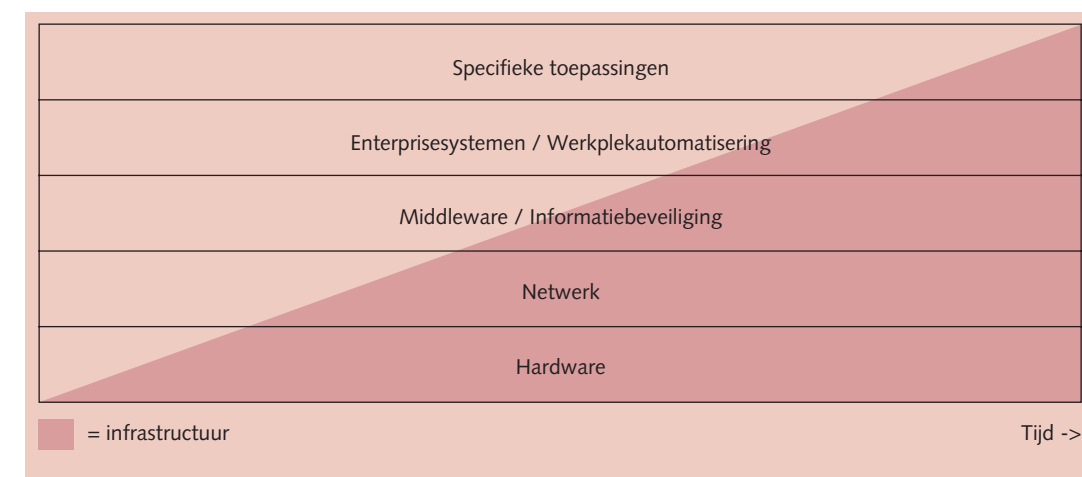 Specifieke toepassingen
Enterprisesystemen / Werkplekautomatisering
Middleware / Informatiebeveiliging
Netwerk
Hardware
= infrastructuur
Tijd ->